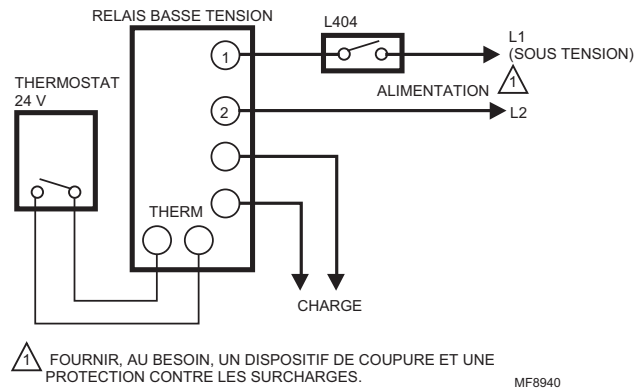 RELAIS BASSE TENSION
L404
L1
(SOUS TENSION)
1
THERMOSTAT
24 V
ALIMENTATION
1
2
L2
THERM
CHARGE
1 FOURNIR, AU BESOIN, UN DISPOSITIF DE COUPURE ET UNE
PROTECTION CONTRE LES SURCHARGES.
MF8940